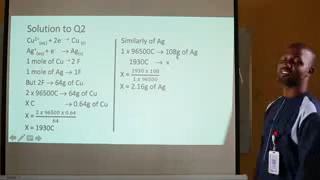 Solution to Q2
Cu²⁺(aq) + 2e⁻ → Cu (s)
Ag⁺(aq) + e⁻ → Ag(s)
1 mole of Cu → 2 F
1 mole of Ag → 1F
But 2F → 64g of Cu
2 x 96500C → 64g of Cu
X C → 0.64g of Cu
X = 2 x 96500 x 0.64 / 64
X = 1930C
Similarly of Ag
1 x 96500C → 108g of Ag
1930C → x
X = 1930 x 108 / 96500
X = 2.16g of Ag